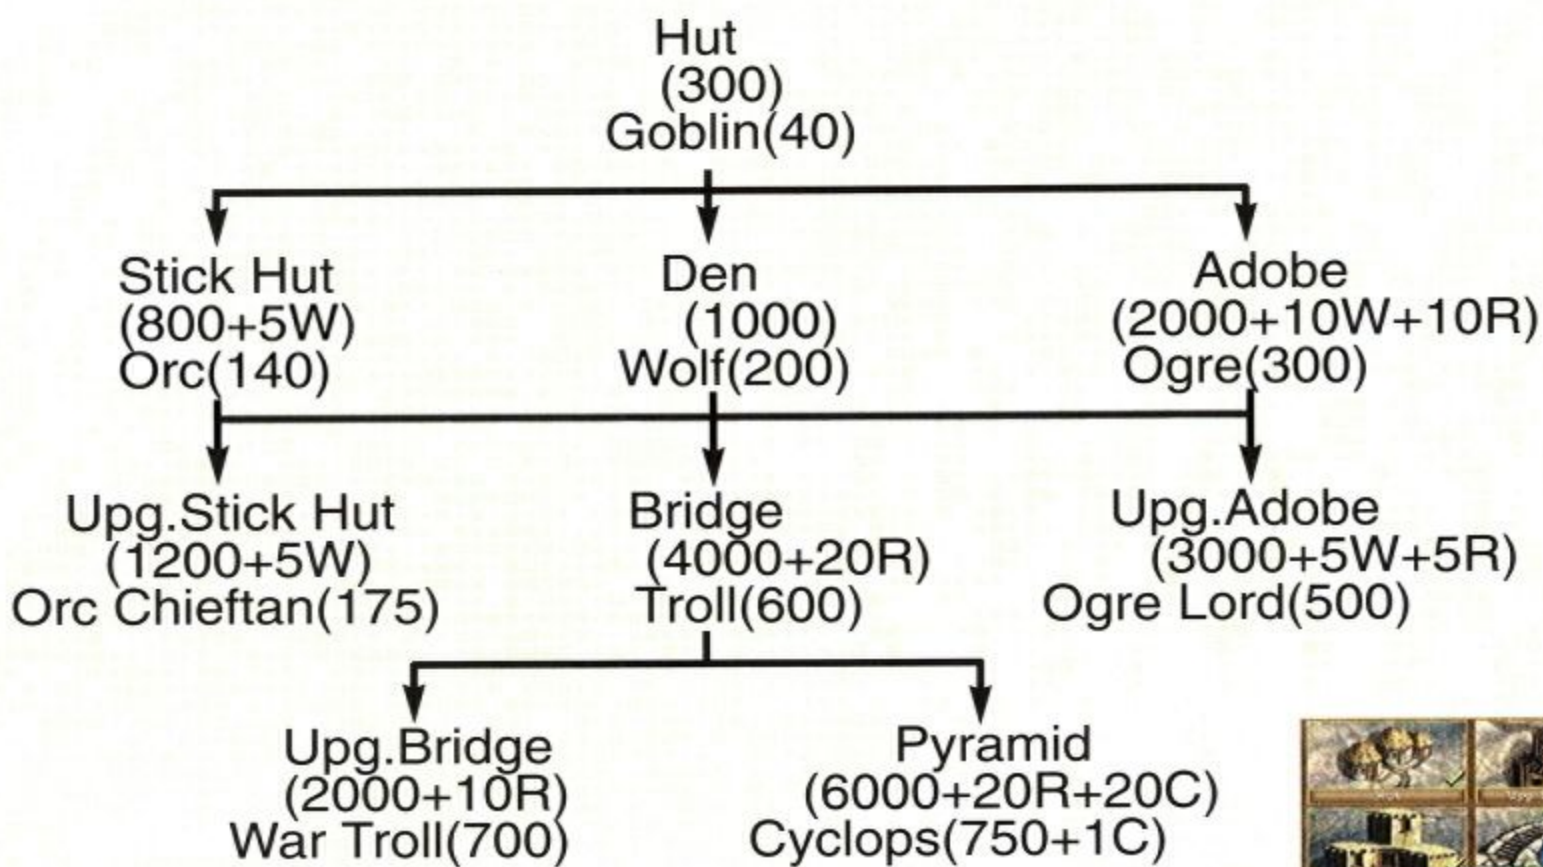 Hut
(300)
Goblin(40)
Stick Hut
(800+5W)
Orc(140)
Den
(1000)
Wolf(200)
Adobe
(2000+10W+10R)
Ogre(300)
Upg.Stick Hut
(1200+5W)
Orc Chieftan(175)
Bridge
(4000+20R)
Troll(600)
Upg.Adobe
(3000+5W+5R)
Ogre Lord(500)
Upg.Bridge
(2000+10R)
War Troll(700)
Pyramid
(6000+20R+20C)
Cyclops(750+1C)